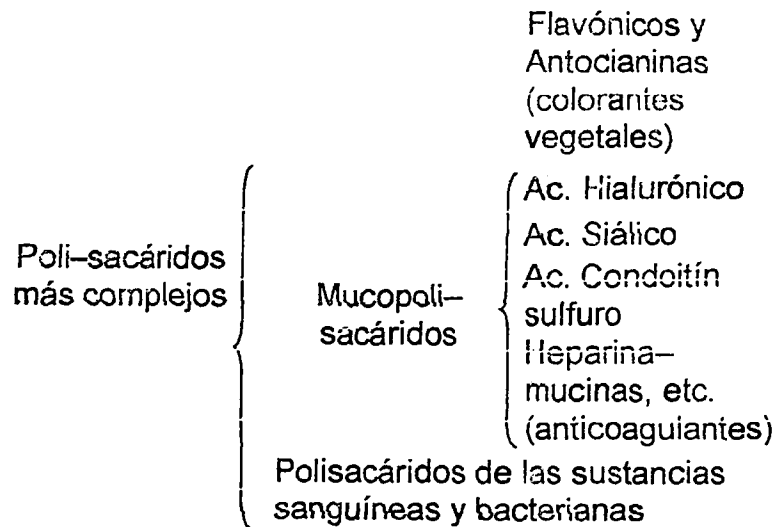 Flavónicos y
Antocianinas
(colorantes
vegetales)
Poli–sacáridos
más complejos
Mucopoli–
sacáridos
Ac. Hialurónico
Ac. Siálico
Ac. Condoitín
sulfuro
Heparina–
mucinas, etc.
(anticoaguiantes)
Polisacáridos de las sustancias
sanguíneas y bacterianas